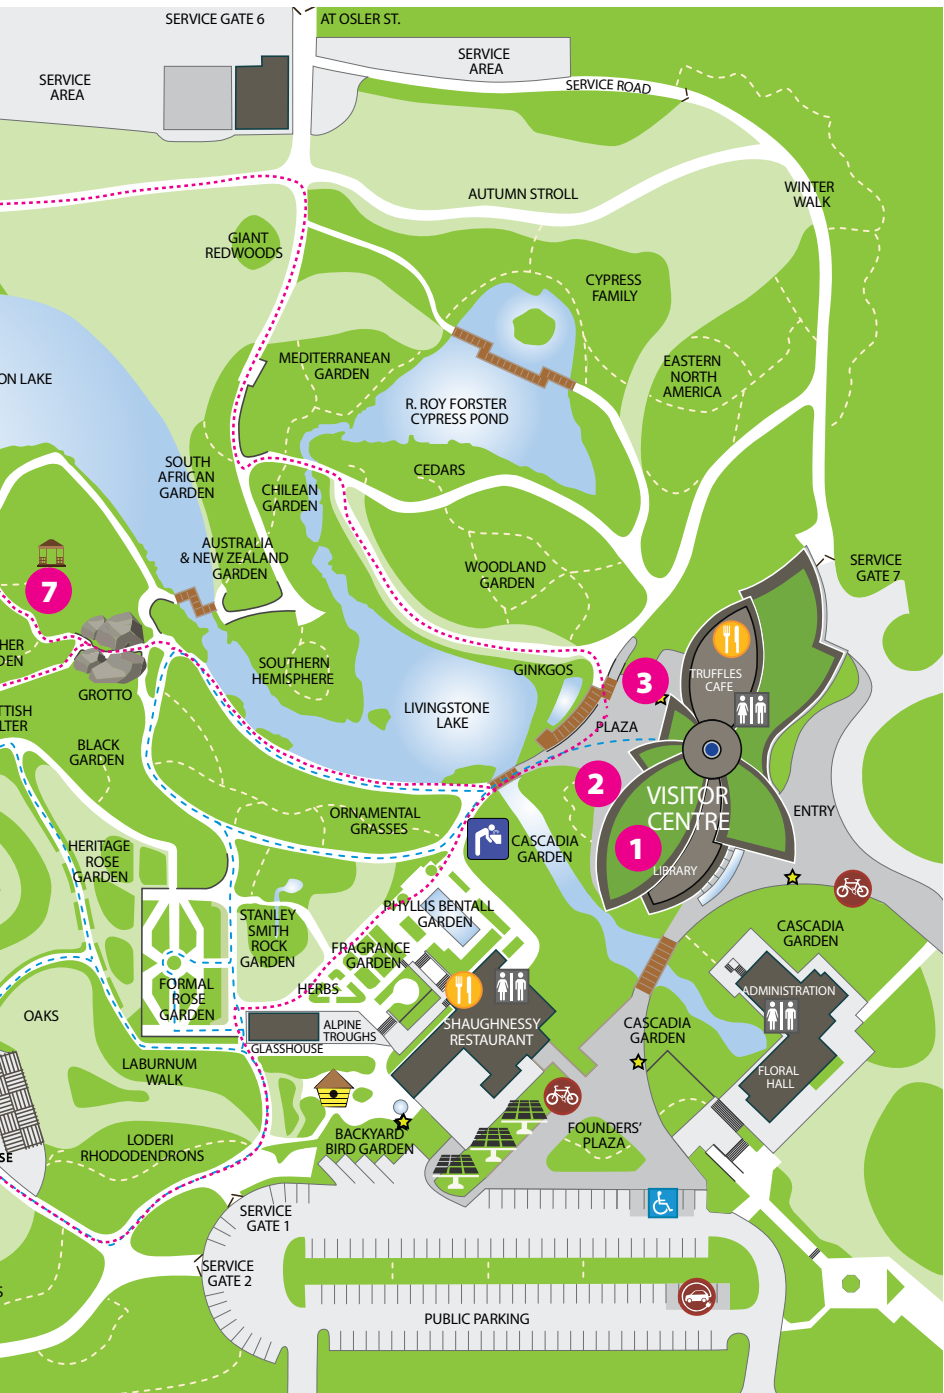 SERVICE GATE 6
AT OSLER ST.
SERVICE
AREA
SERVICE
AREA
SERVICE ROAD
AUTUMN STROLL
WINTER
WALK
GIANT
REDWOODS
CYPRESS
FAMILY
MEDITERRANEAN
GARDEN
EASTERN
NORTH
AMERICA
ON LAKE
R. ROY FORSTER
CYPRESS POND
SOUTH
AFRICAN
GARDEN
CEDARS
CHILEAN
GARDEN
AUSTRALIA
& NEW ZEALAND
GARDEN
WOODLAND
GARDEN
SERVICE
GATE 7
7
HER
DEN
GROTTO
SOUTHERN
HEMISPHERE
GINKGOS
3
TRUFFLES
CAFE
TTISH
LTER
LIVINGSTONE
LAKE
PLAZA
BLACK
GARDEN
2
VISITOR
CENTRE
ENTRY
ORNAMENTAL
GRASSES
CASCADIA
GARDEN
1
LIBRARY
HERITAGE
ROSE
GARDEN
PHYLLIS BENTALL
GARDEN
STANLEY
SMITH
ROCK
GARDEN
CASCADIA
GARDEN
FRAGRANCE
GARDEN
HERBS
FORMAL
ROSE
GARDEN
ADMINISTRATION
OAKS
ALPINE
TROUGHS
GLASSHOUSE
SHAUGHNESSY
RESTAURANT
CASCADIA
GARDEN
LABURNUM
WALK
FLORAL
HALL
LODERI
RHODODENDRONS
BACKYARD
BIRD GARDEN
FOUNDERS'
PLAZA
SE
SERVICE
GATE 1
SERVICE
GATE 2
S
PUBLIC PARKING